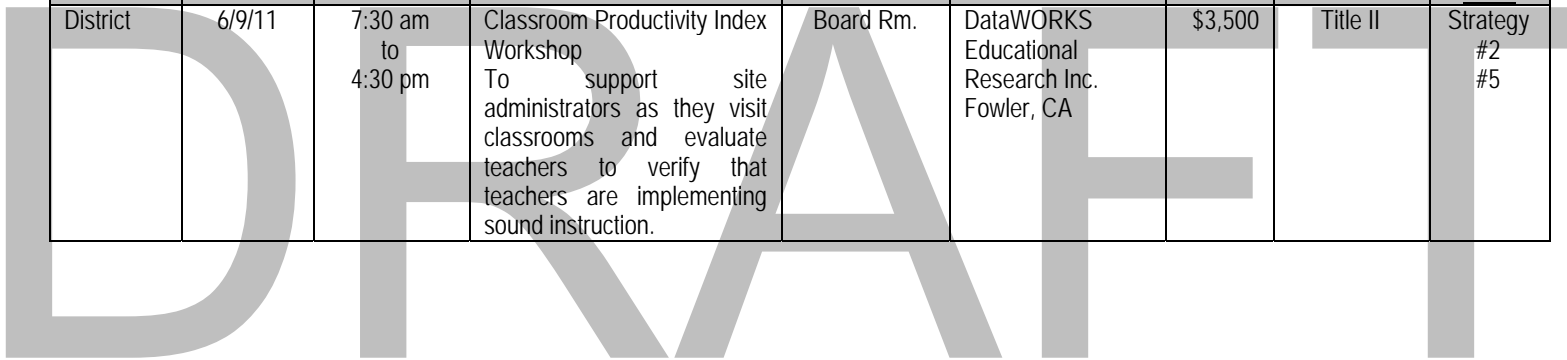 District 6/9/11 7:30 am Classroom Productivity Index Board Rm. DataWORKS $3,500 Title II Strategy
to Workshop Educational #2
4:30 pm To support site Research Inc. #5
administrators as they visit Fowler, CA
classrooms and evaluate
teachers to verify that
teachers are implementing
sound instruction.
DRAFT